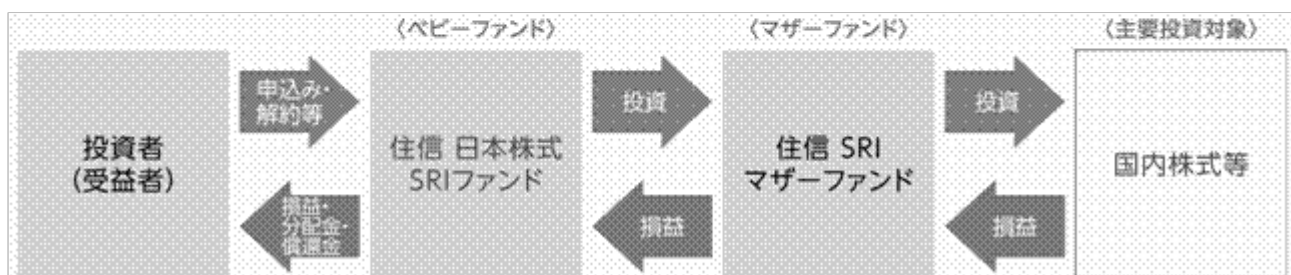 〈ベビーファンド〉
〈マザーファンド〉
〈主要投資対象〉
投資者
（受益者）
申込み・
解約等
損益・
分配金・
償還金
住信 日本株式
SRIファンド
投資
損益
住信 SRI
マザーファンド
投資
損益
国内株式等